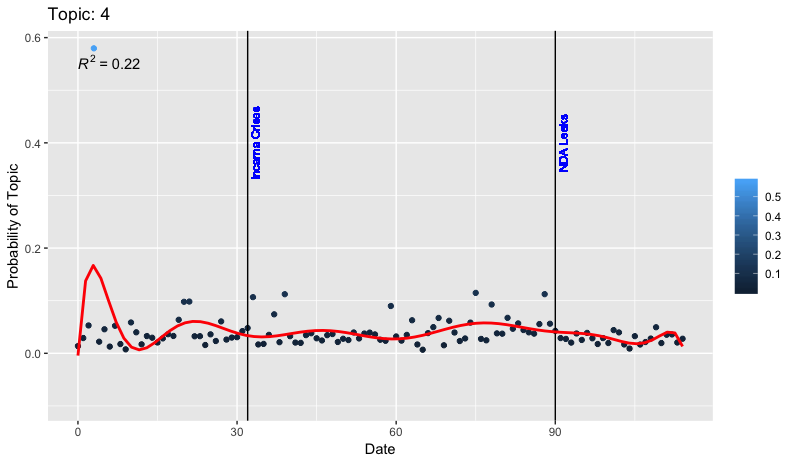 Topic: 4
R² = 0.22
Incarna Crises
NDA Leaks
Probability of Topic
0.6
0.4
0.2
0.0
0
30
60
90
Date
0.5
0.4
0.3
0.2
0.1